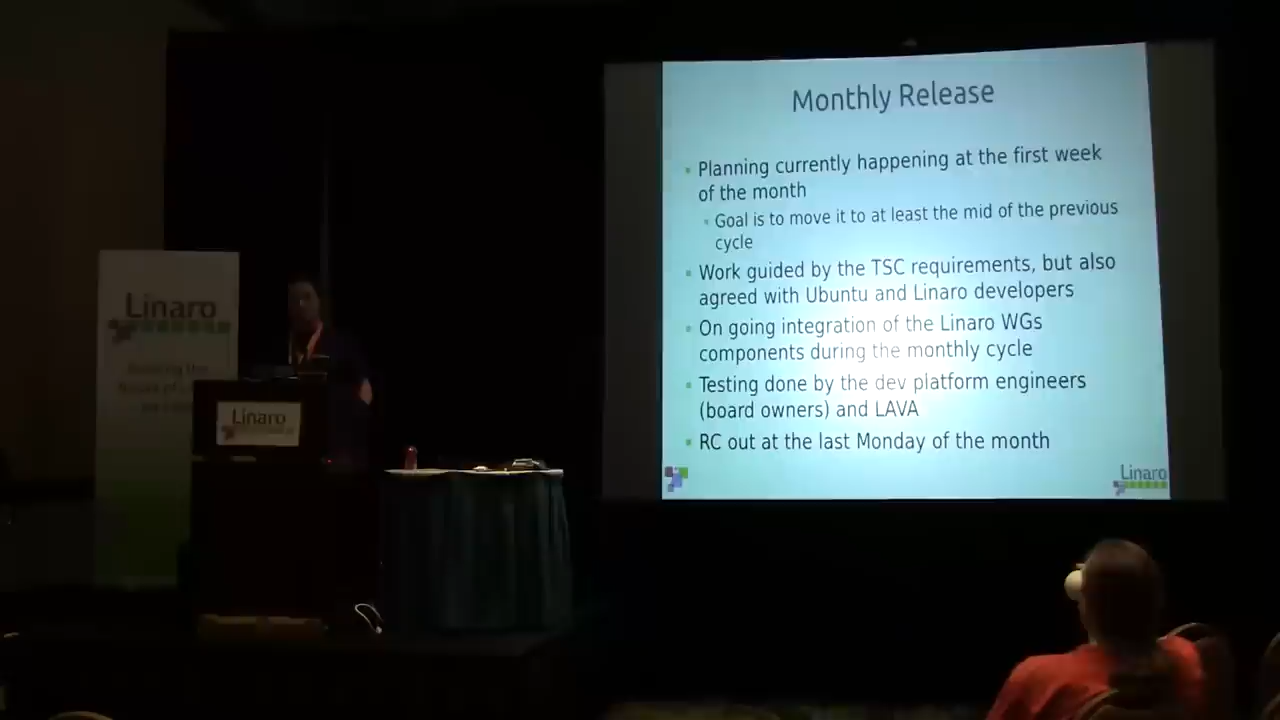 Monthly Release
Planning currently happening at the first week
of the month
Goal is to move it to at least the mid of the previous
cycle
Work guided by the TSC requirements, but also
agreed with Ubuntu and Linaro developers
On going integration of the Linaro WGs
components during the monthly cycle
Testing done by the dev platform engineers
(board owners) and LAVA
RC out at the last Monday of the month
Linaro
Linaro
Linaro